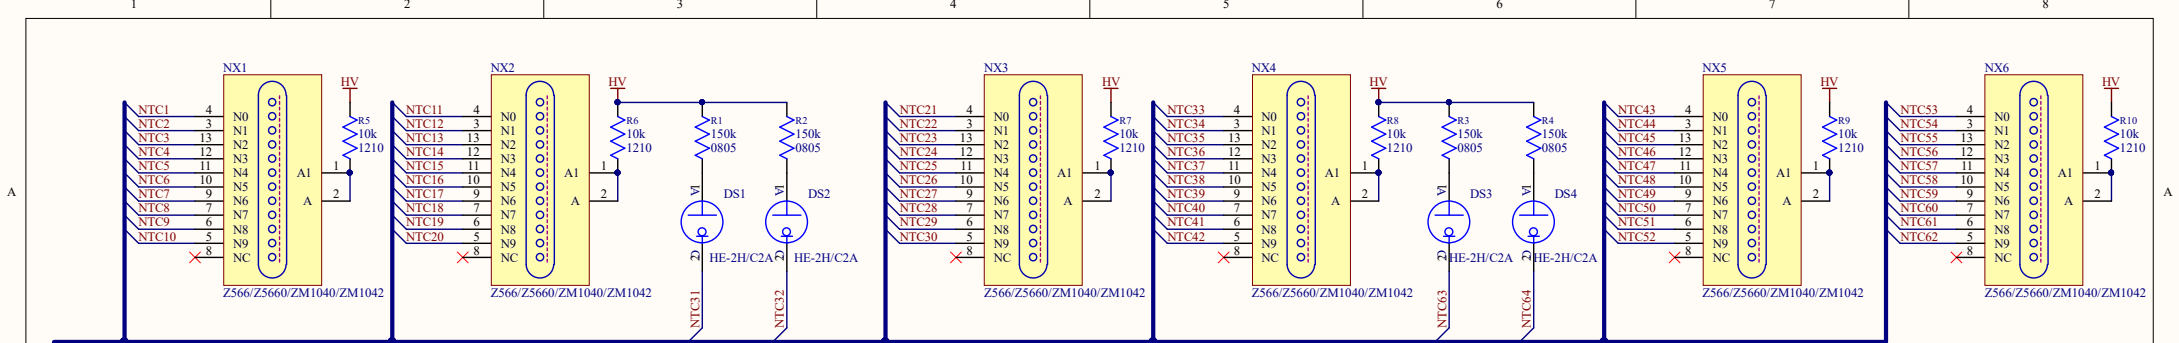 1 2 3 4 5 6 7 8
A A
NX1
HV
NTC1 4 N0
NTC2 3 N1
NTC3 13 N2
NTC4 12 N3
NTC5 11 N4
NTC6 10 N5
NTC7 9 N6
NTC8 7 N7
NTC9 6 N8
NTC10 5 N9
8 NC
A1 1
A 2
R5
10k
1210
Z566/Z5660/ZM1040/ZM1042
NX2
HV
NTC11 4 N0
NTC12 3 N1
NTC13 13 N2
NTC14 12 N3
NTC15 11 N4
NTC16 10 N5
NTC17 9 N6
NTC18 7 N7
NTC19 6 N8
NTC20 5 N9
8 NC
A1 1
A 2
R6
10k
1210
Z566/Z5660/ZM1040/ZM1042
R1
150k
0805
A1
DS1
C2
HE-2H/C2A
NTC31
R2
150k
0805
A1
DS2
C2
HE-2H/C2A
NTC32
NX3
HV
NTC21 4 N0
NTC22 3 N1
NTC23 13 N2
NTC24 12 N3
NTC25 11 N4
NTC26 10 N5
NTC27 9 N6
NTC28 7 N7
NTC29 6 N8
NTC30 5 N9
8 NC
A1 1
A 2
R7
10k
1210
Z566/Z5660/ZM1040/ZM1042
NX4
HV
NTC33 4 N0
NTC34 3 N1
NTC35 13 N2
NTC36 12 N3
NTC37 11 N4
NTC38 10 N5
NTC39 9 N6
NTC40 7 N7
NTC41 6 N8
NTC42 5 N9
8 NC
A1 1
A 2
R8
10k
1210
Z566/Z5660/ZM1040/ZM1042
R3
150k
0805
A1
DS3
C2
HE-2H/C2A
NTC63
R4
150k
0805
A1
DS4
C2
HE-2H/C2A
NTC64
NX5
HV
NTC43 4 N0
NTC44 3 N1
NTC45 13 N2
NTC46 12 N3
NTC47 11 N4
NTC48 10 N5
NTC49 9 N6
NTC50 7 N7
NTC51 6 N8
NTC52 5 N9
8 NC
A1 1
A 2
R9
10k
1210
Z566/Z5660/ZM1040/ZM1042
NX6
HV
NTC53 4 N0
NTC54 3 N1
NTC55 13 N2
NTC56 12 N3
NTC57 11 N4
NTC58 10 N5
NTC59 9 N6
NTC60 7 N7
NTC61 6 N8
NTC62 5 N9
8 NC
A1 1
A 2
R10
10k
1210
Z566/Z5660/ZM1040/ZM1042